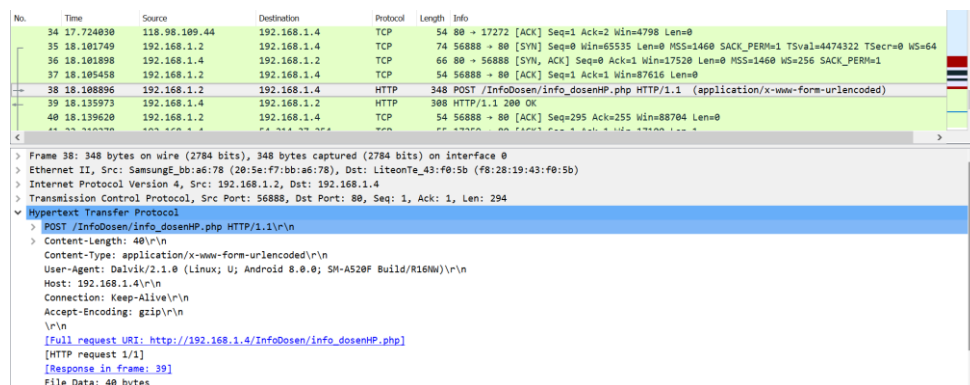 No. Time Source Destination Protocol Length Info
34 17.724030 118.98.109.44 192.168.1.4 TCP 54 80 → 17272 [ACK] Seq=1 Ack=2 Win=4798 Len=0
35 18.101749 192.168.1.2 192.168.1.4 TCP 74 56888 → 80 [SYN] Seq=0 Win=65535 Len=0 MSS=1460 SACK_PERM=1 TSval=4474322 TSecr=0 WS=64
36 18.101898 192.168.1.4 192.168.1.2 TCP 66 80 → 56888 [SYN, ACK] Seq=0 Ack=1 Win=17520 Len=0 MSS=1460 WS=256 SACK_PERM=1
37 18.105458 192.168.1.2 192.168.1.4 TCP 54 56888 → 80 [ACK] Seq=1 Ack=1 Win=87616 Len=0
38 18.108896 192.168.1.2 192.168.1.4 HTTP 348 POST /InfoDosen/info_dosenHP.php HTTP/1.1 (application/x-www-form-urlencoded)
39 18.135973 192.168.1.4 192.168.1.2 HTTP 308 HTTP/1.1 200 OK
40 18.139620 192.168.1.2 192.168.1.4 TCP 54 56888 → 80 [ACK] Seq=295 Ack=255 Win=88704 Len=0
Frame 38: 348 bytes on wire (2784 bits), 348 bytes captured (2784 bits) on interface 0
Ethernet II, Src: SamsungE_bb:a6:78 (20:5e:f7:bb:a6:78), Dst: LiteonTe_43:f0:5b (f8:28:19:43:f0:5b)
Internet Protocol Version 4, Src: 192.168.1.2, Dst: 192.168.1.4
Transmission Control Protocol, Src Port: 56888, Dst Port: 80, Seq: 1, Ack: 1, Len: 294
Hypertext Transfer Protocol
POST /InfoDosen/info_dosenHP.php HTTP/1.1\r\n
Content-Length: 40\r\n
Content-Type: application/x-www-form-urlencoded\r\n
User-Agent: Dalvik/2.1.0 (Linux; U; Android 8.0.0; SM-A520F Build/R16NW)\r\n
Host: 192.168.1.4\r\n
Connection: Keep-Alive\r\n
Accept-Encoding: gzip\r\n
\r\n
[Full request URI: http://192.168.1.4/InfoDosen/info_dosenHP.php]
[HTTP request 1/1]
[Response in frame: 39]
File Data: 40 bytes